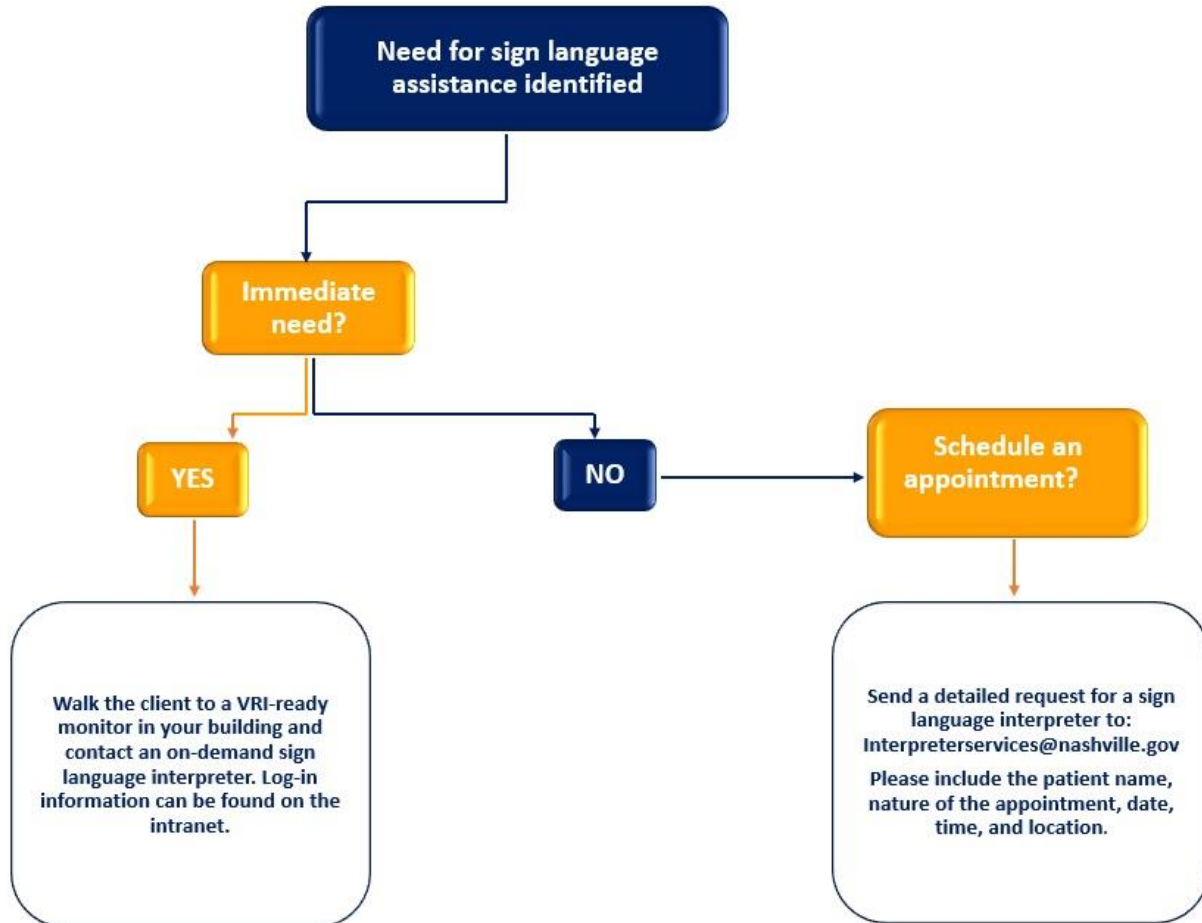 Need for sign language
assistance identified
Immediate
need?
YES
NO
Schedule an
appointment?
Walk the client to a VRI-ready
monitor in your building and
contact an on-demand sign
language interpreter. Log-in
information can be found on the
intranet.
Send a detailed request for a sign
language interpreter to:
Interpreterservices@nashville.gov
Please include the patient name,
nature of the appointment, date,
time, and location.